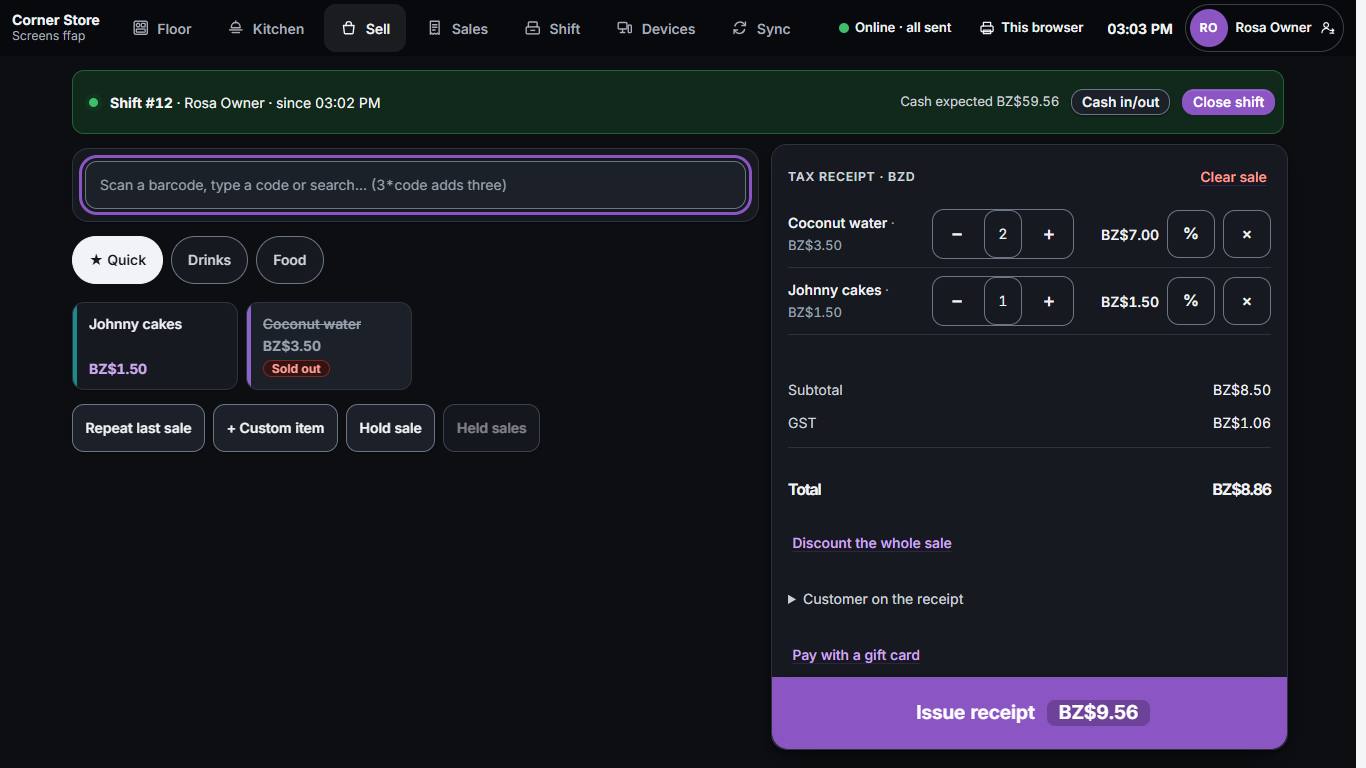 Corner Store
Screens ffap
Floor
Kitchen
Sell
Sales
Shift
Devices
Sync
Online · all sent
This browser
03:03 PM
RO
Rosa Owner
Shift #12 · Rosa Owner · since 03:02 PM
Cash expected BZ$59.56
Cash in/out
Close shift
Scan a barcode, type a code or search... (3*code adds three)
★ Quick
Drinks
Food
Johnny cakes
BZ$1.50
Coconut water
BZ$3.50
Sold out
Repeat last sale
+ Custom item
Hold sale
Held sales
TAX RECEIPT · BZD
Clear sale
Coconut water ·
BZ$3.50
− 2 +
BZ$7.00
%
×
Johnny cakes ·
BZ$1.50
− 1 +
BZ$1.50
%
×
Subtotal BZ$8.50
GST BZ$1.06
Total BZ$8.86
Discount the whole sale
Customer on the receipt
Pay with a gift card
Issue receipt BZ$9.56